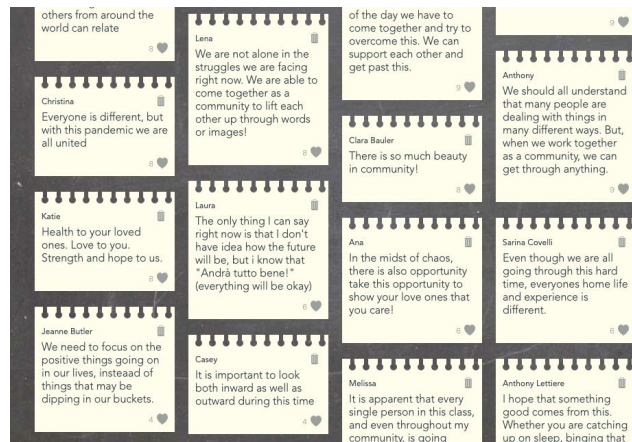 others from around the
world can relate
8
Christina
Everyone is different, but
with this pandemic we are
all united
8
Katie
Health to your loved
ones. Love to you.
Strength and hope to us.
8
Jeanne Butler
We need to focus on the
positive things going on
in our lives, insteaad of
things that may be
dipping in our buckets.
4
Lena
We are not alone in the
struggles we are facing
right now. We are able to
come together as a
community to lift each
other up through words
or images!
8
Laura
The only thing I can say
right now is that I don't
have idea how the future
will be, but i know that
"Andrà tutto bene!"
(everything will be okay)
6
Casey
It is important to look
both inward as well as
outward during this time
4
of the day we have to
come together and try to
overcome this. We can
support each other and
get past this.
9
Clara Bauler
There is so much beauty
in community!
8
Ana
In the midst of chaos,
there is also opportunity
take this opportunity to
show your love ones that
you care!
6
Melissa
It is apparent that every
single person in this class,
and even throughout my
community, is going
9
Anthony
We should all understand
that many people are
dealing with things in
many different ways. But,
when we work together
as a community, we can
get through anything.
9
Sarina Covelli
Even though we are all
going through this hard
time, everyones home life
and experience is
different.
6
Anthony Lettiere
I hope that something
good comes from this.
Whether you are catching
up on sleep, binging that